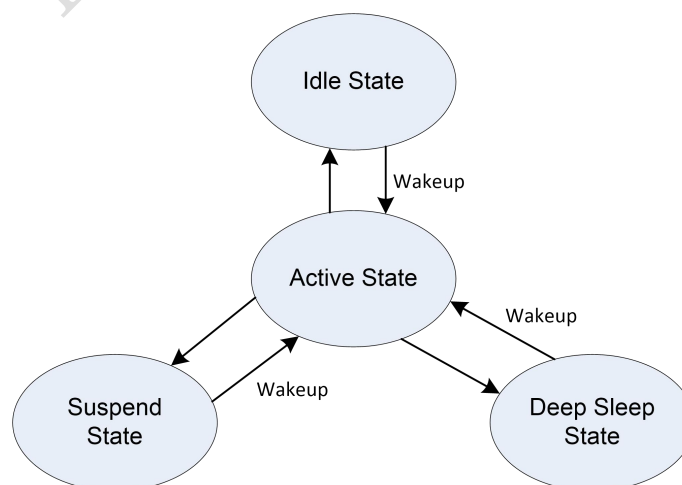 Idle State
Wakeup
Active State
Wakeup
Wakeup
Suspend
State
Deep Sleep
State